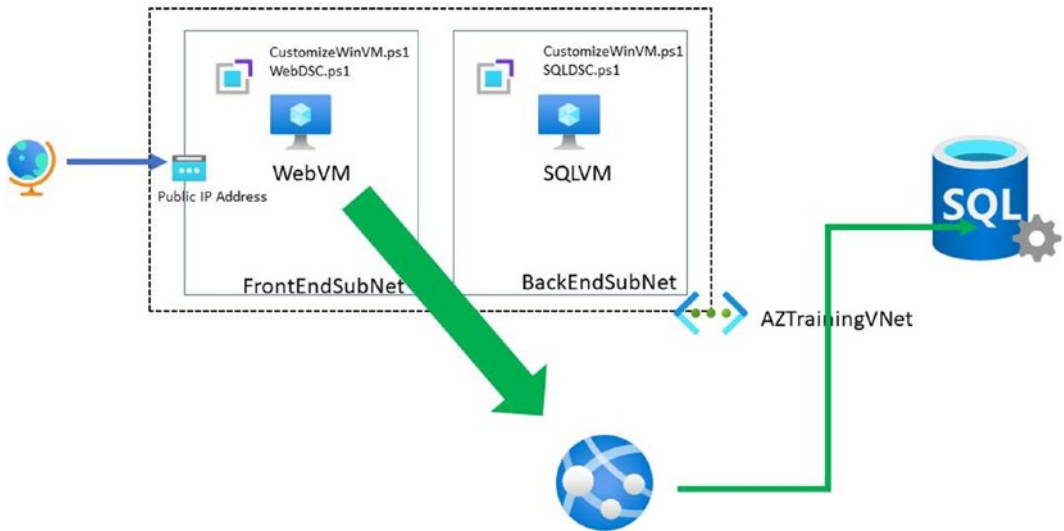 CustomizeWinVM.ps1
WebDSC.ps1
WebVM
Public IP Address
FrontEndSubNet
CustomizeWinVM.ps1
SQLDSC.ps1
SQLVM
BackEndSubNet
AZTrainingVNet
SQL